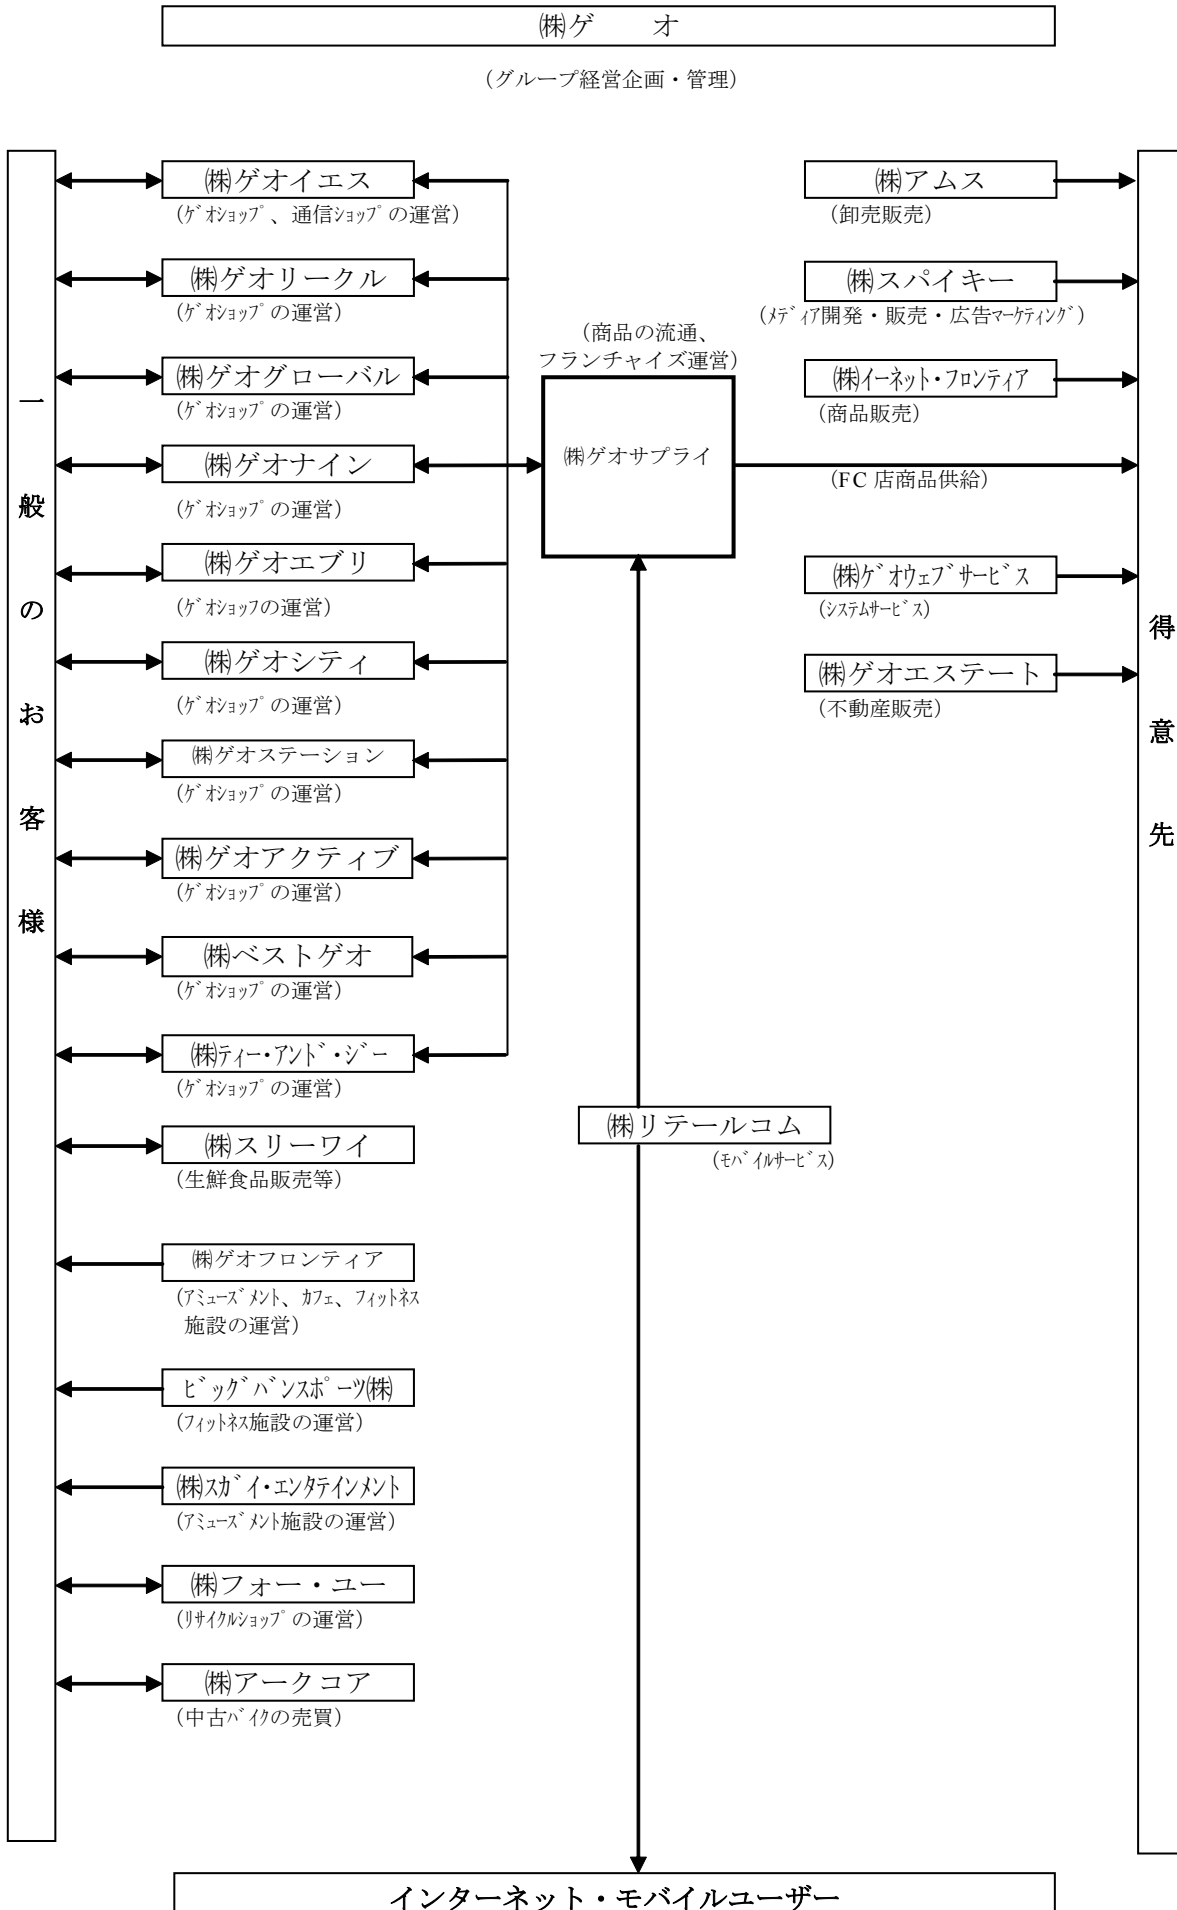 ㈱ゲ　　オ
（グループ経営企画・管理）
一般のお客様
㈱ゲオイエス
（ｹﾞｵｼｮｯﾌﾟ、通信ｼｮｯﾌﾟの運営）
㈱ゲオリークル
（ｹﾞｵｼｮｯﾌﾟの運営）
㈱ゲオグローバル
（ｹﾞｵｼｮｯﾌﾟの運営）
㈱ゲオナイン
（ｹﾞｵｼｮｯﾌﾟの運営）
㈱ゲオエブリ
（ｹﾞｵｼｮｯﾌの運営）
㈱ゲオシティ
（ｹﾞｵｼｮｯﾌﾟの運営）
㈱ゲオステーション
（ｹﾞｵｼｮｯﾌﾟの運営）
㈱ゲオアクティブ
（ｹﾞｵｼｮｯﾌﾟの運営）
㈱ベストゲオ
（ｹﾞｵｼｮｯﾌﾟの運営）
㈱ﾃｨｰ･ｱﾝﾄﾞ･ｼﾞｰ
（ｹﾞｵｼｮｯﾌﾟの運営）
㈱スリーワイ
（生鮮食品販売等）
㈱ゲオフロンティア
（ｱﾐｭｰｽﾞﾒﾝﾄ、ｶﾌｪ、ﾌｨｯﾄﾈｽ
施設の運営）
ﾋﾞｯｸﾞﾊﾞﾝｽﾎﾟｰﾂ㈱
（ﾌｨｯﾄﾈｽ施設の運営）
㈱ｽｶﾞｲ･ｴﾝﾀﾃｲﾝﾒﾝﾄ
（ｱﾐｭｰｽﾞﾒﾝﾄ施設の運営）
㈱フォー・ユー
（ﾘｻｲｸﾙｼｮｯﾌﾟの運営）
㈱アークコア
（中古ﾊﾞｲｸの売買）
（商品の流通、
フランチャイズ運営）
㈱ゲオサプライ
（FC 店商品供給）
㈱リテールコム
（ﾓﾊﾞｲﾙｻｰﾋﾞｽ）
㈱アムス
（卸売販売）
㈱スパイキー
（ﾒﾃﾞｨｱ開発・販売・広告ﾏｰｹﾃｨﾝｸﾞ）
㈱ｲｰﾈｯﾄ･ﾌﾛﾝﾃｨｱ
（商品販売）
㈱ｹﾞｵｳｪﾌﾞｻｰﾋﾞｽ
（ｼｽﾃﾑｻｰﾋﾞｽ）
㈱ゲオエステート
（不動産販売）
得意先
インターネット・モバイルユーザー